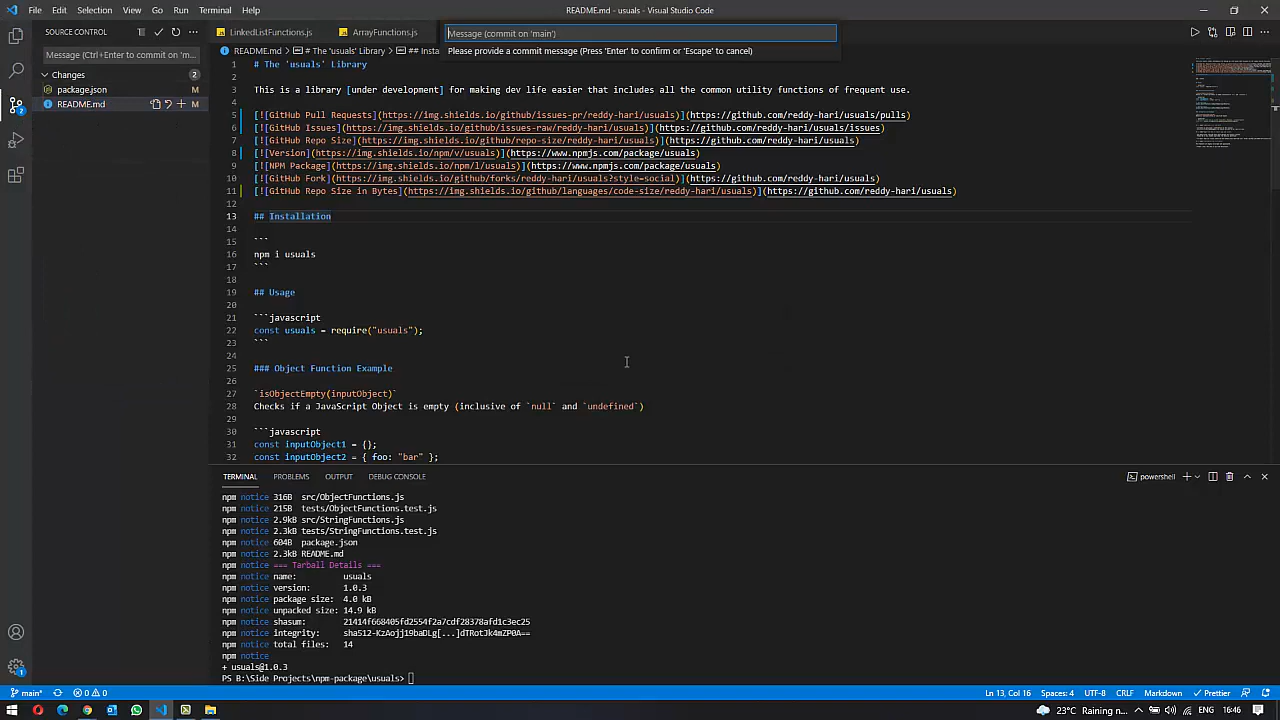 File Edit Selection View Go Run Terminal Help
README.md - usuals - Visual Studio Code
SOURCE CONTROL
LinkedListFunctions.js
ArrayFunctions.js
Message (commit on 'main')
Please provide a commit message (Press 'Enter' to confirm or 'Escape' to cancel)
Message (Ctrl+Enter to commit on 'm...
Changes 2
package.json M
README.md M
2
README.md > # The 'usuals' Library > ## Insta
1 # The 'usuals' Library
2
3 This is a library [under development] for making dev life easier that includes all the common utility functions of frequent use.
4
5 [![GitHub Pull Requests](https://img.shields.io/github/issues-pr/reddy-hari/usuals)](https://github.com/reddy-hari/usuals/pulls)
6 [![GitHub Issues](https://img.shields.io/github/issues-raw/reddy-hari/usuals)](https://github.com/reddy-hari/usuals/issues)
7 [![GitHub Repo Size](https://img.shields.io/github/repo-size/reddy-hari/usuals)](https://github.com/reddy-hari/usuals)
8 [![Version](https://img.shields.io/npm/v/usuals)](https://www.npmjs.com/package/usuals)
9 [![NPM Package](https://img.shields.io/npm/l/usuals)](https://www.npmjs.com/package/usuals)
10 [![GitHub Fork](https://img.shields.io/github/forks/reddy-hari/usuals?style=social)](https://github.com/reddy-hari/usuals)
11 [![GitHub Repo Size in Bytes](https://img.shields.io/github/languages/code-size/reddy-hari/usuals)](https://github.com/reddy-hari/usuals)
12
13 ## Installation
14
15 ```
16 npm i usuals
17 ```
18
19 ## Usage
20
21 ```javascript
22 const usuals = require("usuals");
23 ```
24
25 ### Object Function Example
26
27 `isObjectEmpty(inputObject)`
28 Checks if a JavaScript Object is empty (inclusive of `null` and `undefined`)
29
30 ```javascript
31 const inputObject1 = {};
32 const inputObject2 = { foo: "bar" };
TERMINAL PROBLEMS OUTPUT DEBUG CONSOLE
powershell
npm notice 316B src/ObjectFunctions.js
npm notice 215B tests/ObjectFunctions.test.js
npm notice 2.9kB src/StringFunctions.js
npm notice 2.3kB tests/StringFunctions.test.js
npm notice 604B package.json
npm notice 2.3kB README.md
npm notice === Tarball Details ===
npm notice name: usuals
npm notice version: 1.0.3
npm notice package size: 4.0 kB
npm notice unpacked size: 14.9 kB
npm notice shasum: 21414f668405fd2554f2a7cdf28378afd1c3ec25
npm notice integrity: sha512-KzAojj19baDLg[...]dTRotJk4mZP0A==
npm notice total files: 14
npm notice
+ usuals@1.0.3
PS B:\Side Projects\npm-package\usuals>
main* 0 0
Ln 13, Col 16 Spaces: 4 UTF-8 CRLF Markdown Prettier
23°C Raining n... ENG 16:46